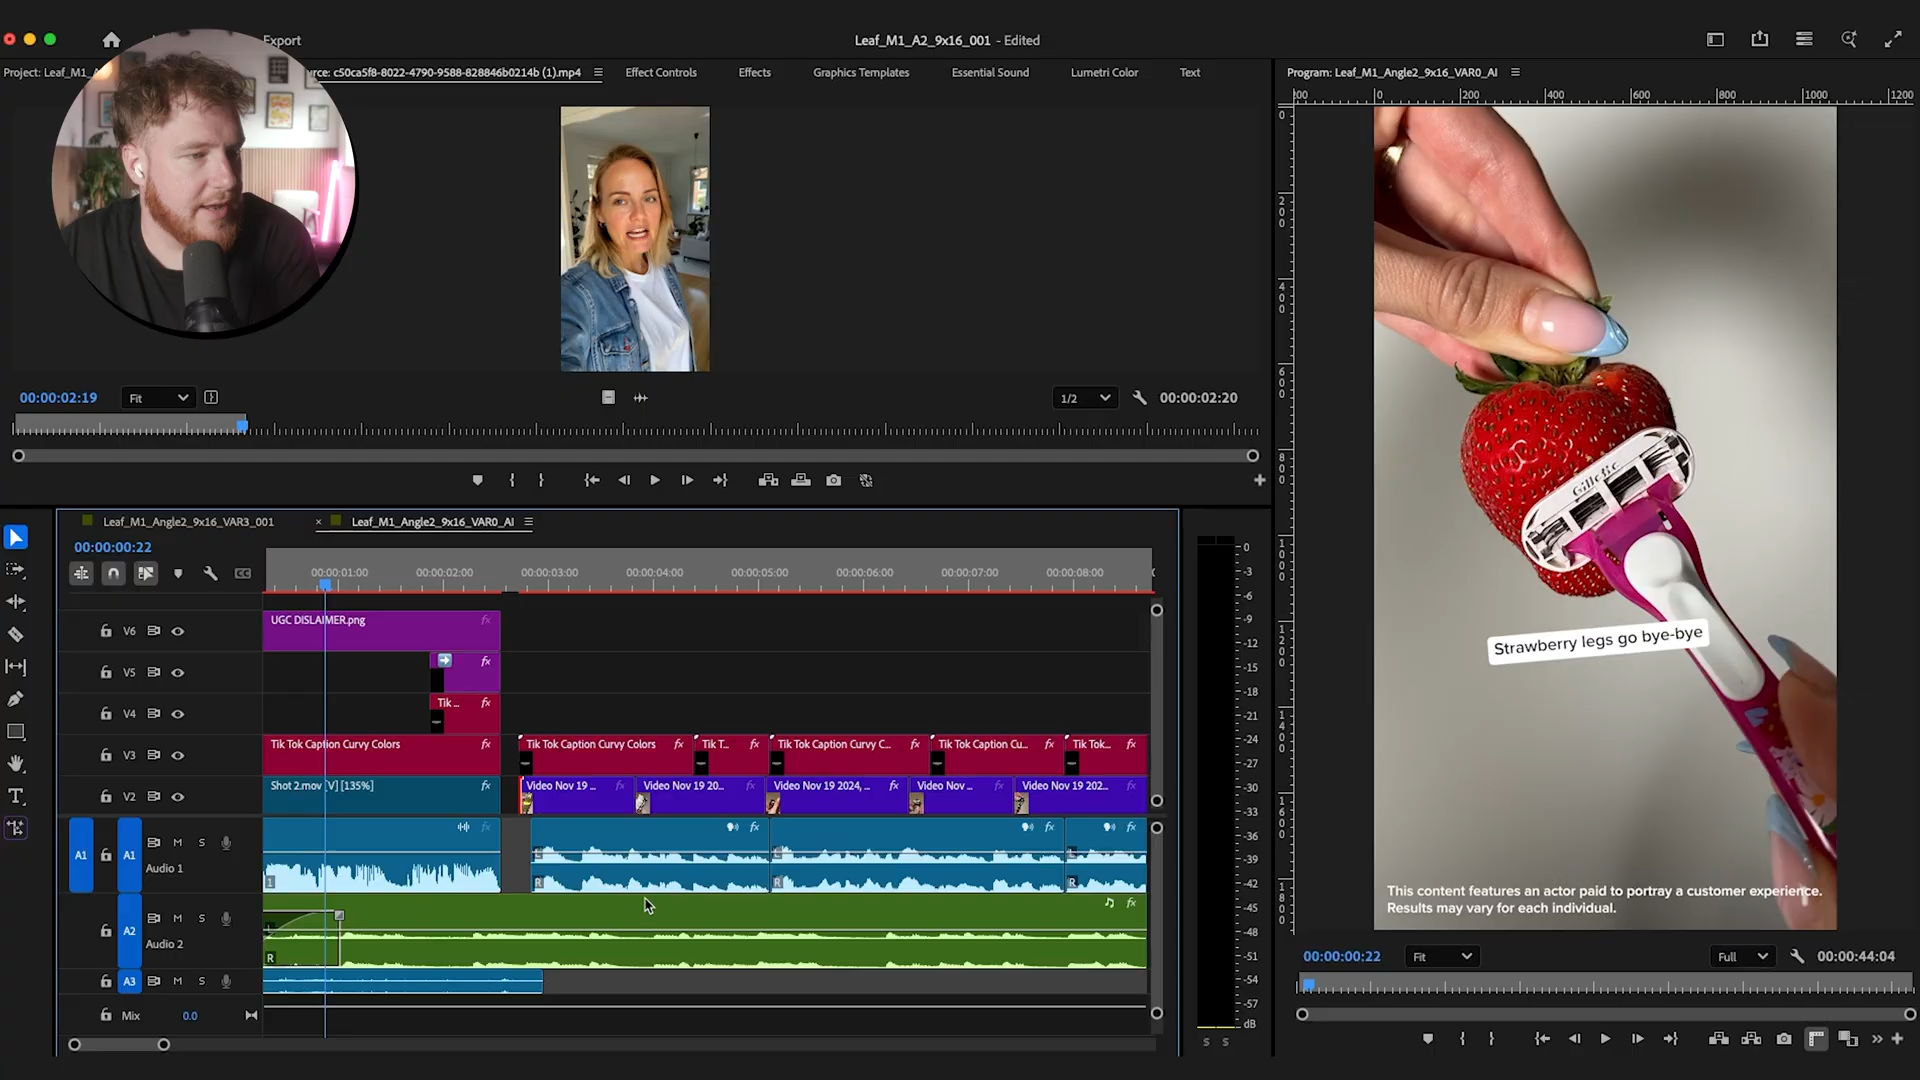 Export
Leaf_M1_A2_9x16_001 - Edited
Project: Leaf_M1_A
rce: c50ca5f8-8022-4790-9588-828846b0214b (1).mp4
Effect Controls
Effects
Graphics Templates
Essential Sound
Lumetri Color
Text
Program: Leaf_M1_Angle2_9x16_VAR0_AI
0 200 400 600 800 1000 1200
Gillette
Strawberry legs go bye-bye
This content features an actor paid to portray a customer experience.
Results may vary for each individual.
00:00:02:19
Fit
1/2
00:00:02:20
Leaf_M1_Angle2_9x16_VAR3_001
× Leaf_M1_Angle2_9x16_VAR0_AI
00:00:00:22
00:00:01:00 00:00:02:00 00:00:03:00 00:00:04:00 00:00:05:00 00:00:06:00 00:00:07:00 00:00:08:00
V6 UGC DISLAIMER.png fx
V5 fx
V4 Tik ... fx
V3 Tik Tok Caption Curvy Colors fx Tik Tok Caption Curvy Colors fx Tik T... fx Tik Tok Caption Curvy C... fx Tik Tok Caption Cu... fx Tik Tok... fx
V2 Shot 2.mov [V] [135%] fx Video Nov 19 ... fx Video Nov 19 20... fx Video Nov 19 2024, ... fx Video Nov ... fx Video Nov 19 202... fx
A1 A1 M S
Audio 1
A2 M S
Audio 2
A3 M S
Mix 0.0
0
-3
-6
-9
-12
-15
-18
-21
-24
-27
-30
-33
-36
-39
-42
-45
-48
-51
-54
-57
dB
S S
00:00:00:22
Fit
Full
00:00:44:04